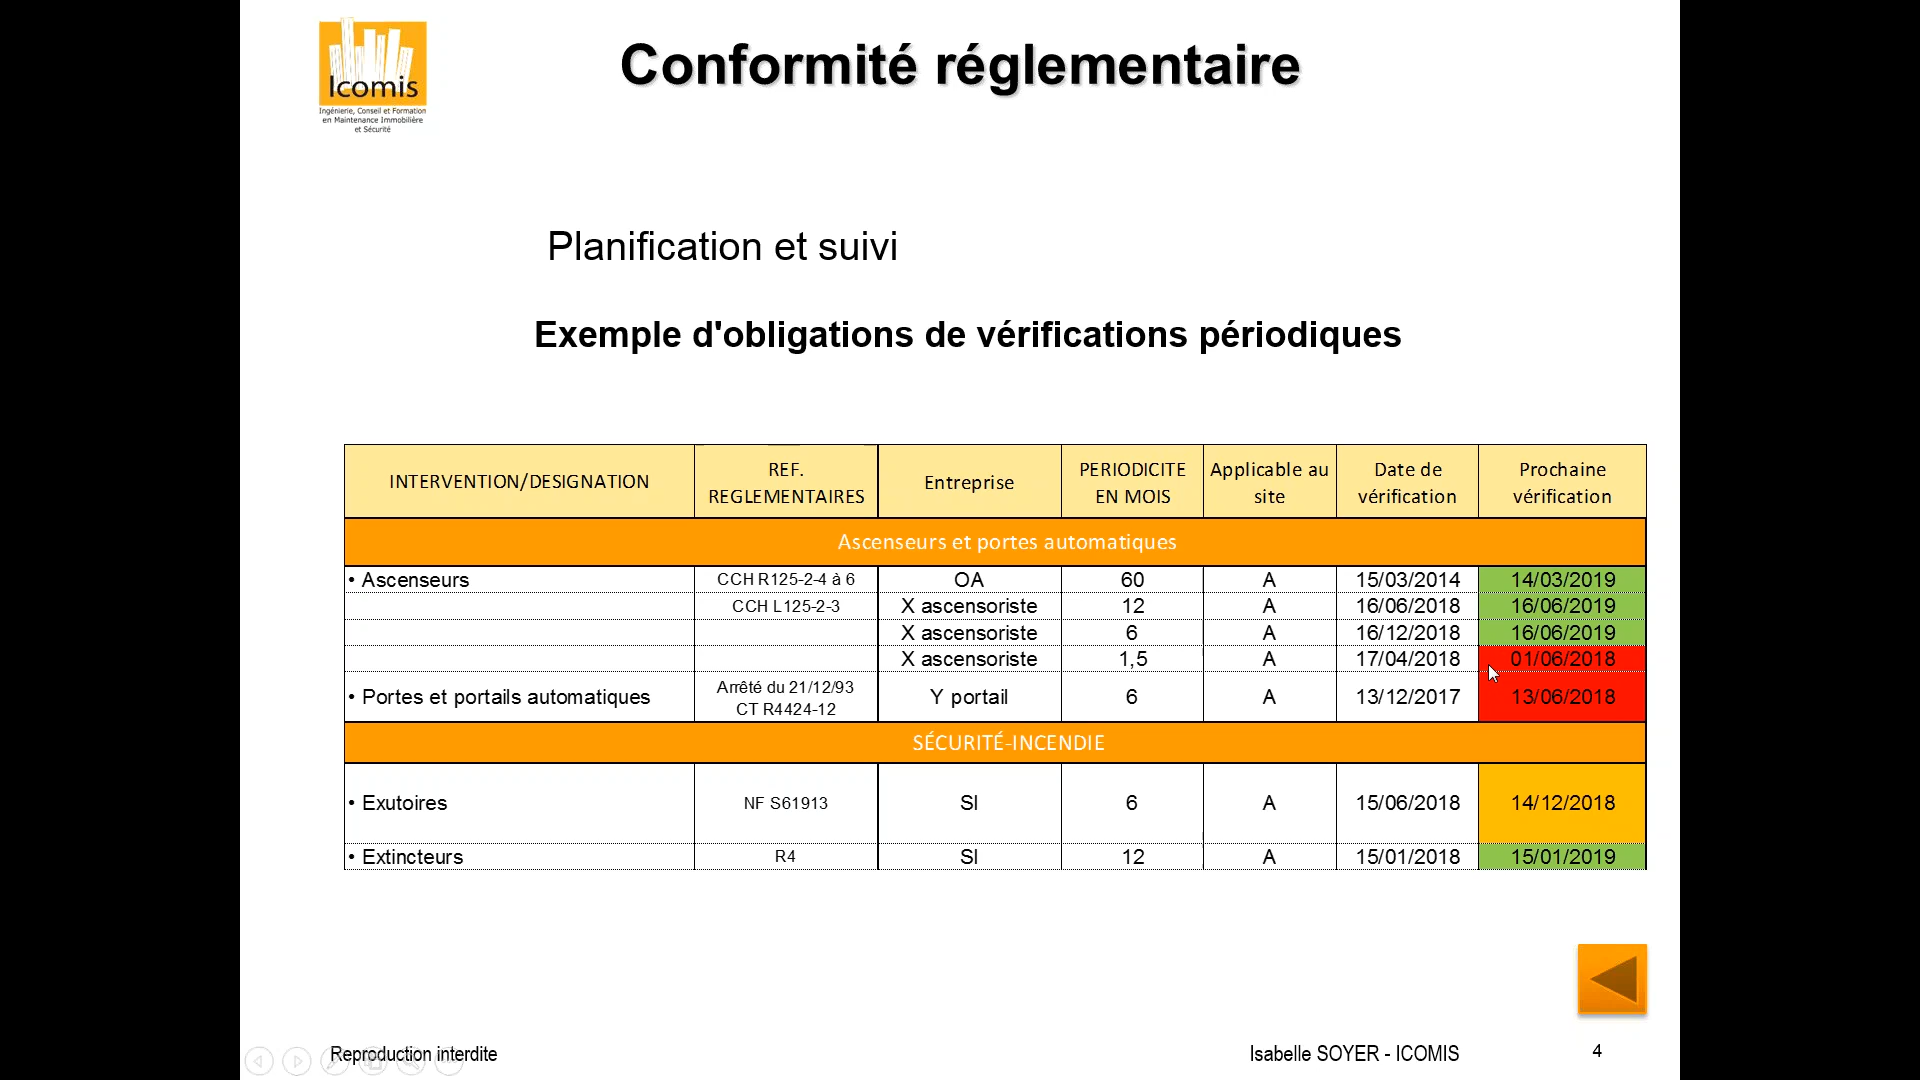 Icomis
Ingénierie, Conseil et Formation
en Maintenance Immobilière
et Sécurité
Conformité réglementaire
Planification et suivi
Exemple d'obligations de vérifications périodiques
INTERVENTION/DESIGNATION REF. REGLEMENTAIRES Entreprise PERIODICITE EN MOIS Applicable au site Date de vérification Prochaine vérification
Ascenseurs et portes automatiques
• Ascenseurs CCH R125-2-4 à 6 OA 60 A 15/03/2014 14/03/2019
CCH L125-2-3 X ascensoriste 12 A 16/06/2018 16/06/2019
X ascensoriste 6 A 16/12/2018 16/06/2019
X ascensoriste 1,5 A 17/04/2018 01/06/2018
• Portes et portails automatiques Arrêté du 21/12/93 CT R4424-12 Y portail 6 A 13/12/2017 13/06/2018
SÉCURITÉ-INCENDIE
• Exutoires NF S61913 SI 6 A 15/06/2018 14/12/2018
• Extincteurs R4 SI 12 A 15/01/2018 15/01/2019
Reproduction interdite
Isabelle SOYER - ICOMIS
4